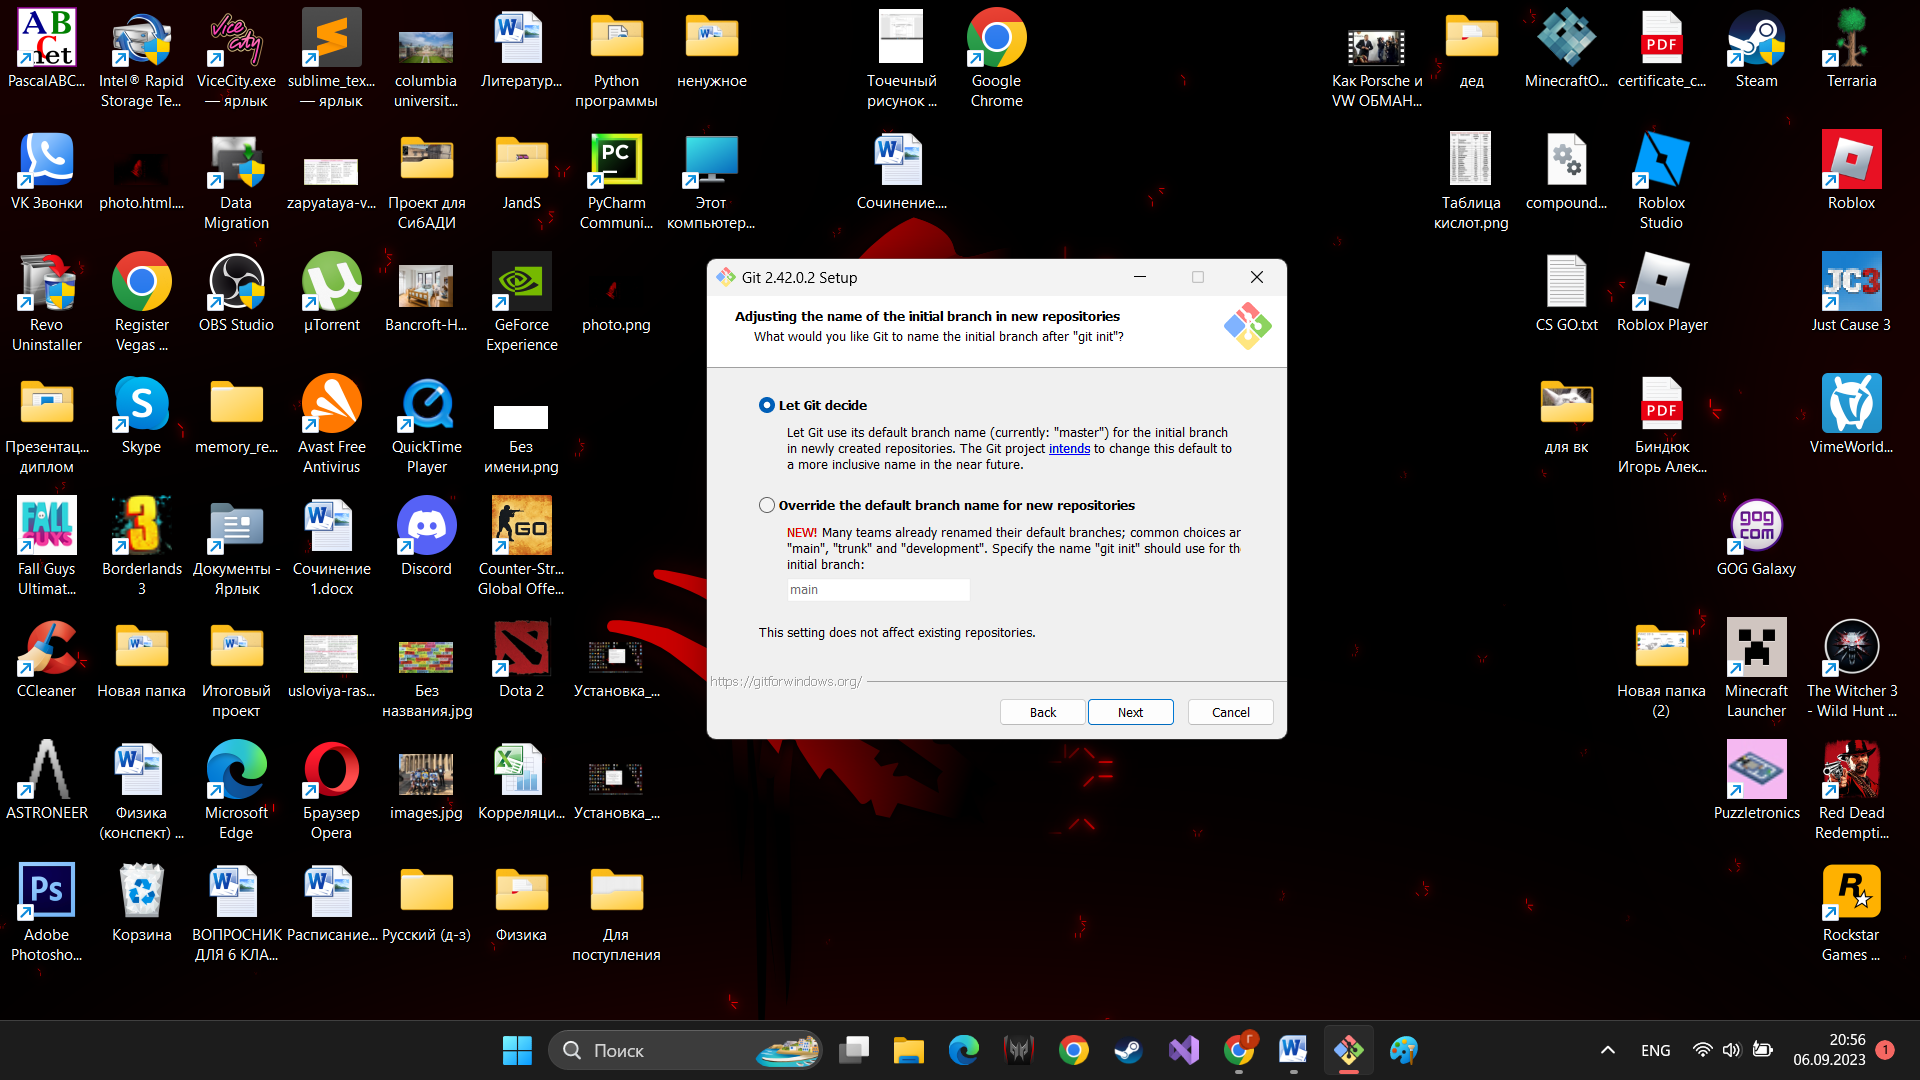 PascalABC...
Intel® Rapid
Storage Te...
ViceCity.exe
— ярлык
sublime_tex...
— ярлык
columbia
universit...
Литератур...
Python
программы
ненужное
Точечный
рисунок ...
Google
Chrome
Как Porsche и
VW ОБМАН...
дед
MinecraftO...
certificate_c...
Steam
Terraria
VK Звонки
photo.html....
Data
Migration
zapyataya-v...
Проект для
СибАДИ
JandS
PyCharm
Communi...
Этот
компьютер...
Сочинение....
Таблица
кислот.png
compound...
Roblox
Studio
Roblox
Revo
Uninstaller
Register
Vegas ...
OBS Studio
µTorrent
Bancroft-H...
GeForce
Experience
photo.png
CS GO.txt
Roblox Player
Just Cause 3
Презентац...
диплом
Skype
memory_re...
Avast Free
Antivirus
QuickTime
Player
Без
имени.png
для вк
Биндюк
Игорь Алек...
VimeWorld...
Fall Guys
Ultimat...
Borderlands
3
Документы -
Ярлык
Сочинение
1.docx
Discord
Counter-Str...
Global Offe...
GOG Galaxy
CCleaner
Новая папка
Итоговый
проект
usloviya-ras...
Без
названия.jpg
Dota 2
Установка_...
Новая папка
(2)
Minecraft
Launcher
The Witcher 3
- Wild Hunt ...
ASTRONEER
Физика
(конспект) ...
Microsoft
Edge
Браузер
Opera
images.jpg
Корреляци...
Установка_...
Puzzletronics
Red Dead
Redempti...
Adobe
Photosho...
Корзина
ВОПРОСНИК
ДЛЯ 6 КЛА...
Расписание...
Русский (д-з)
Физика
Для
поступления
Rockstar
Games ...
Git 2.42.0.2 Setup
Adjusting the name of the initial branch in new repositories
What would you like Git to name the initial branch after "git init"?
Let Git decide
Let Git use its default branch name (currently: "master") for the initial branch
in newly created repositories. The Git project intends to change this default to
a more inclusive name in the near future.
Override the default branch name for new repositories
NEW! Many teams already renamed their default branches; common choices ar
"main", "trunk" and "development". Specify the name "git init" should use for the
initial branch:
main
This setting does not affect existing repositories.
https://gitforwindows.org/
Back
Next
Cancel
Поиск
ENG
20:56
06.09.2023
1